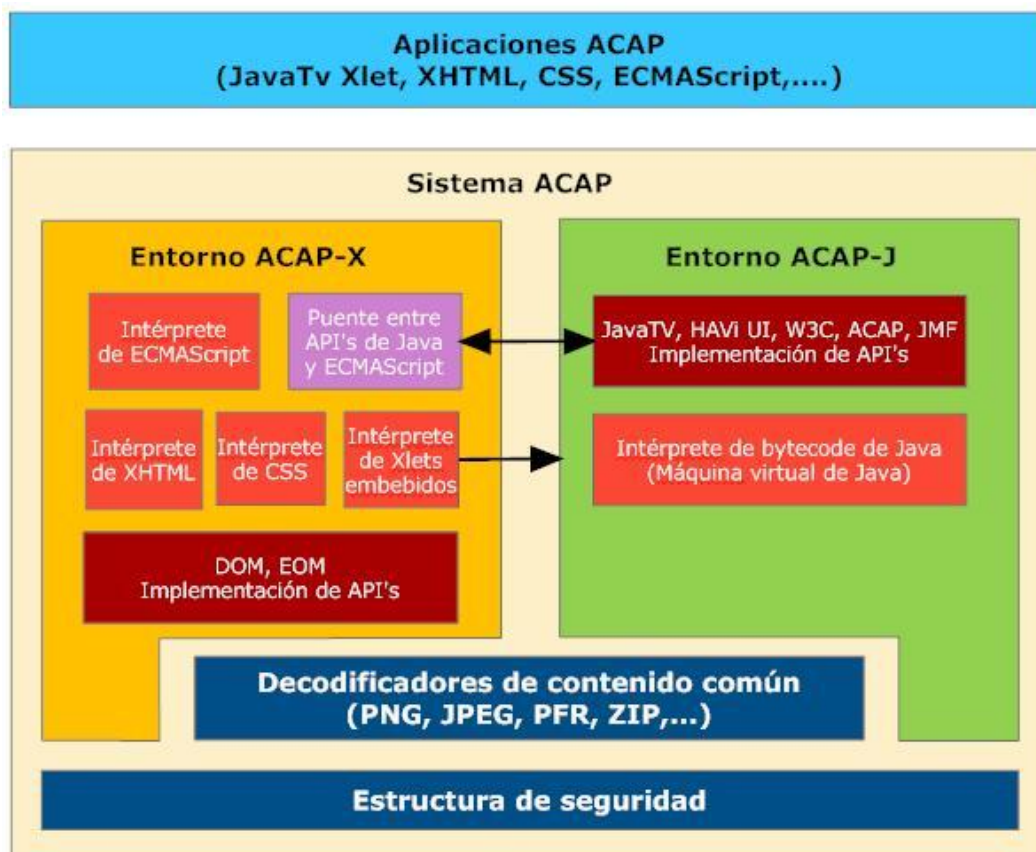 Aplicaciones ACAP
(JavaTv Xlet, XHTML, CSS, ECMAScript,....)
Sistema ACAP
Entorno ACAP-X
Intérprete
de ECMAScript
Puente entre
API's de Java
y ECMAScript
Intérprete
de XHTML
Intérprete
de CSS
Intérprete
de Xlets
embebidos
DOM, EOM
Implementación de API's
Entorno ACAP-J
JavaTV, HAVi UI, W3C, ACAP, JMF
Implementación de API's
Intérprete de bytecode de Java
(Máquina virtual de Java)
Decodificadores de contenido común
(PNG, JPEG, PFR, ZIP,...)
Estructura de seguridad